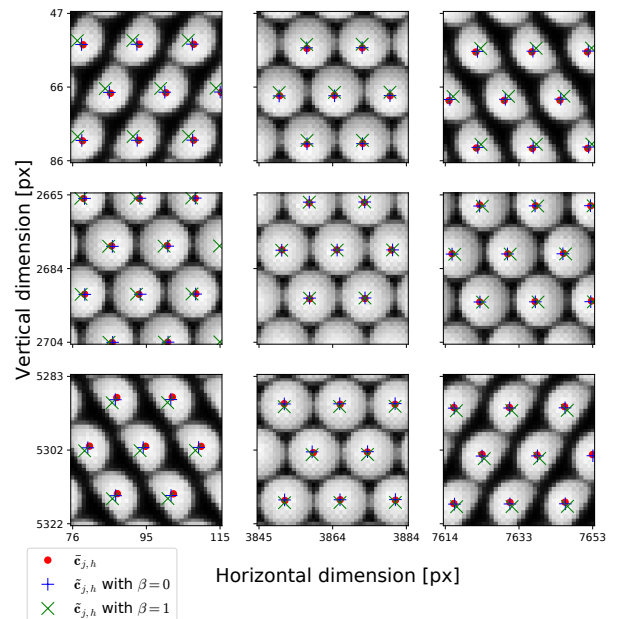 47
66
86
2665
2684
2704
5283
5302
5322
76 95 115
3845 3864 3884
7614 7633 7653
Vertical dimension [px]
Horizontal dimension [px]
c̄ⱼ,ₕ
c̃ⱼ,ₕ with β=0
c̃ⱼ,ₕ with β=1